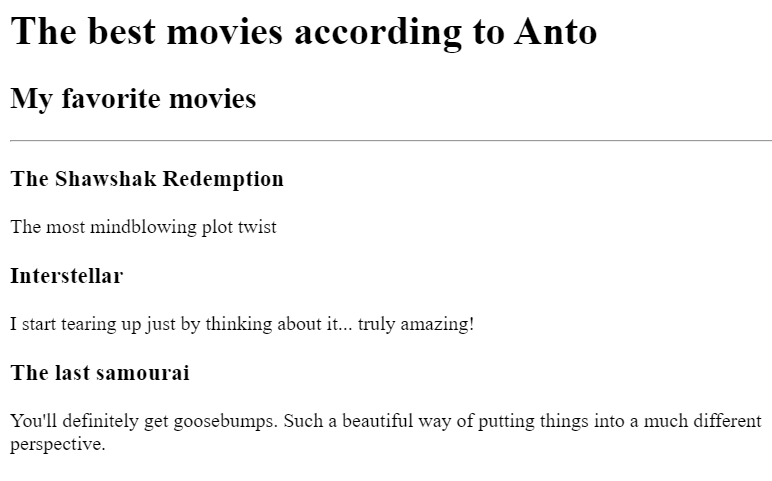 The best movies according to Anto
My favorite movies
The Shawshak Redemption
The most mindblowing plot twist
Interstellar
I start tearing up just by thinking about it... truly amazing!
The last samourai
You'll definitely get goosebumps. Such a beautiful way of putting things into a much different
perspective.